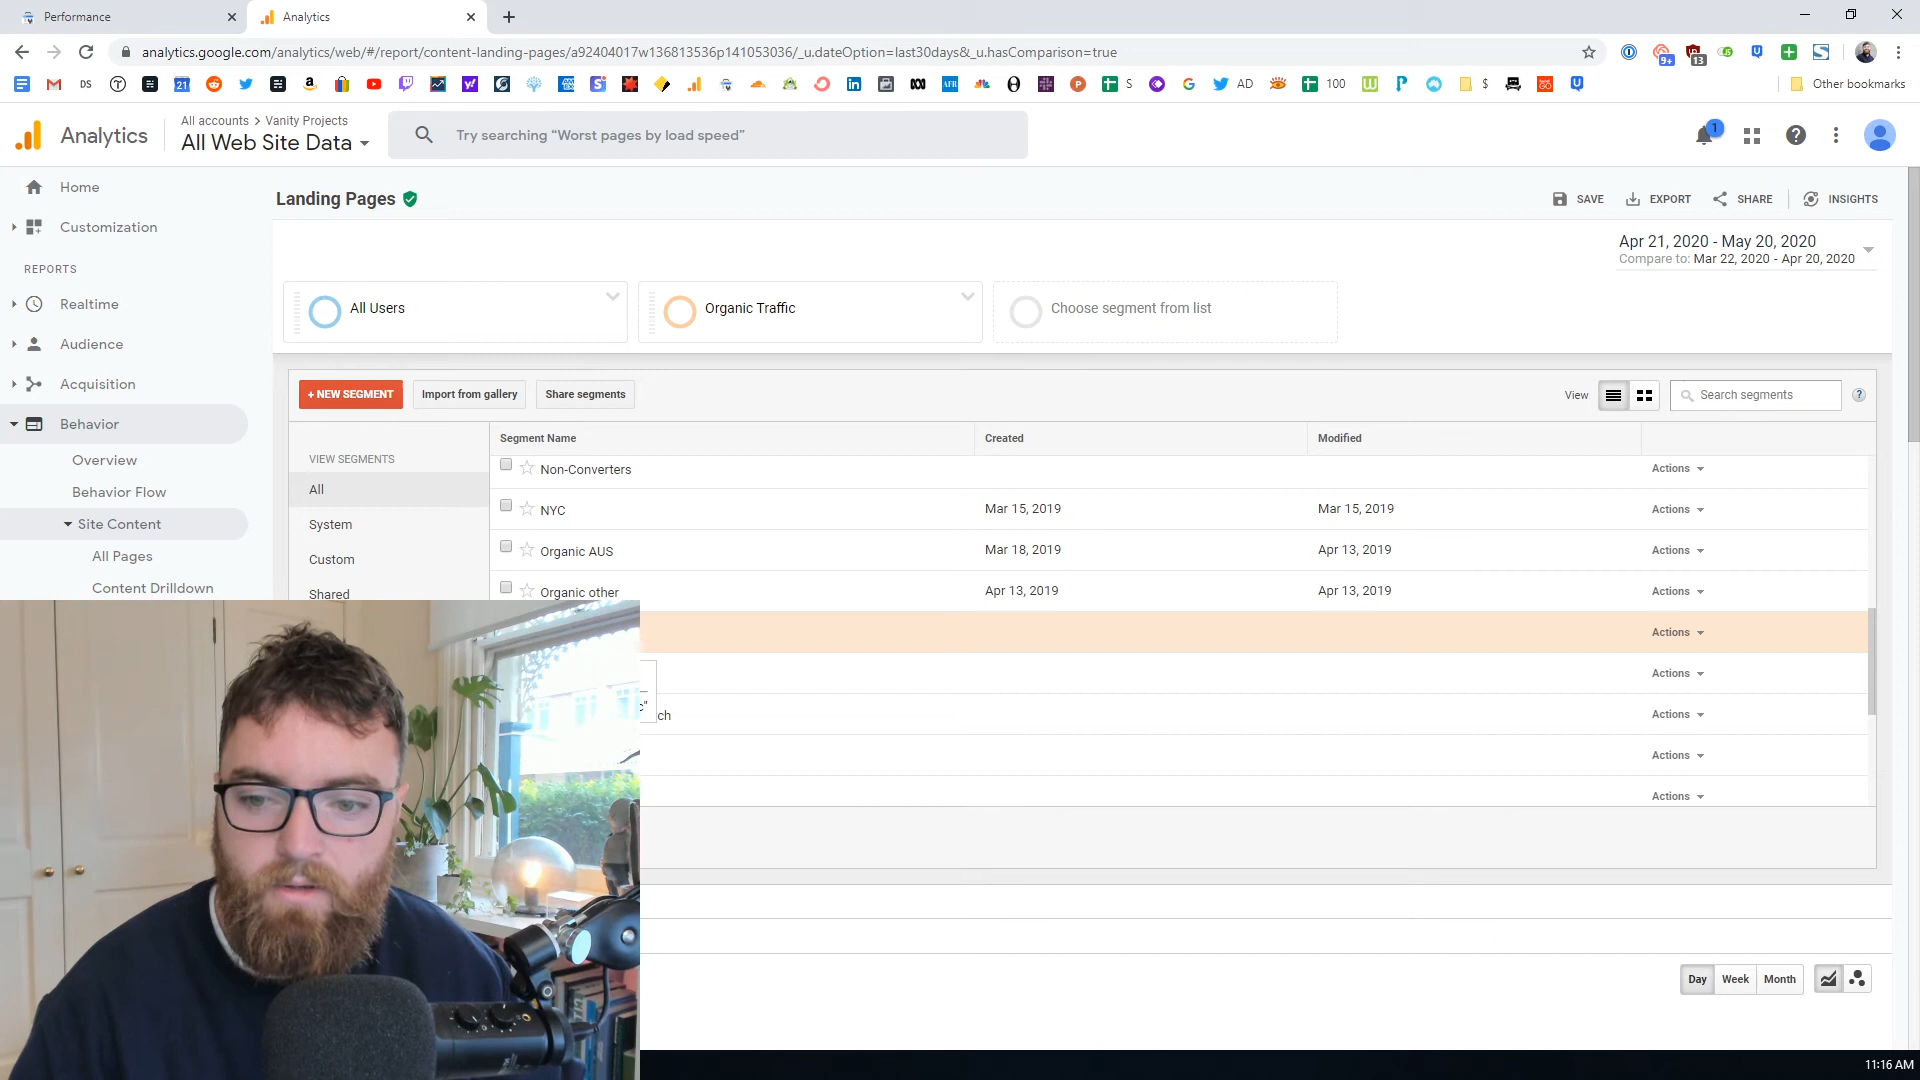 Performance
Analytics
analytics.google.com/analytics/web/#/report/content-landing-pages/a92404017w136813536p141053036/_u.dateOption=last30days&_u.hasComparison=true
9+
13
DS
21
S
AD
100
$
Other bookmarks
Analytics
All accounts > Vanity Projects
All Web Site Data
Try searching “Worst pages by load speed”
1
Home
Customization
REPORTS
Realtime
Audience
Acquisition
Behavior
Overview
Behavior Flow
Site Content
All Pages
Content Drilldown
Landing Pages
SAVE
EXPORT
SHARE
INSIGHTS
Apr 21, 2020 - May 20, 2020
Compare to: Mar 22, 2020 - Apr 20, 2020
All Users
Organic Traffic
Choose segment from list
+ NEW SEGMENT
Import from gallery
Share segments
View
Search segments
?
VIEW SEGMENTS
All
System
Custom
Shared
Segment Name
Created
Modified
Non-Converters
Actions
NYC
Mar 15, 2019
Mar 15, 2019
Actions
Organic AUS
Mar 18, 2019
Apr 13, 2019
Actions
Organic other
Apr 13, 2019
Apr 13, 2019
Actions
Actions
Actions
c"
ch
Actions
Actions
Actions
Day
Week
Month
11:16 AM